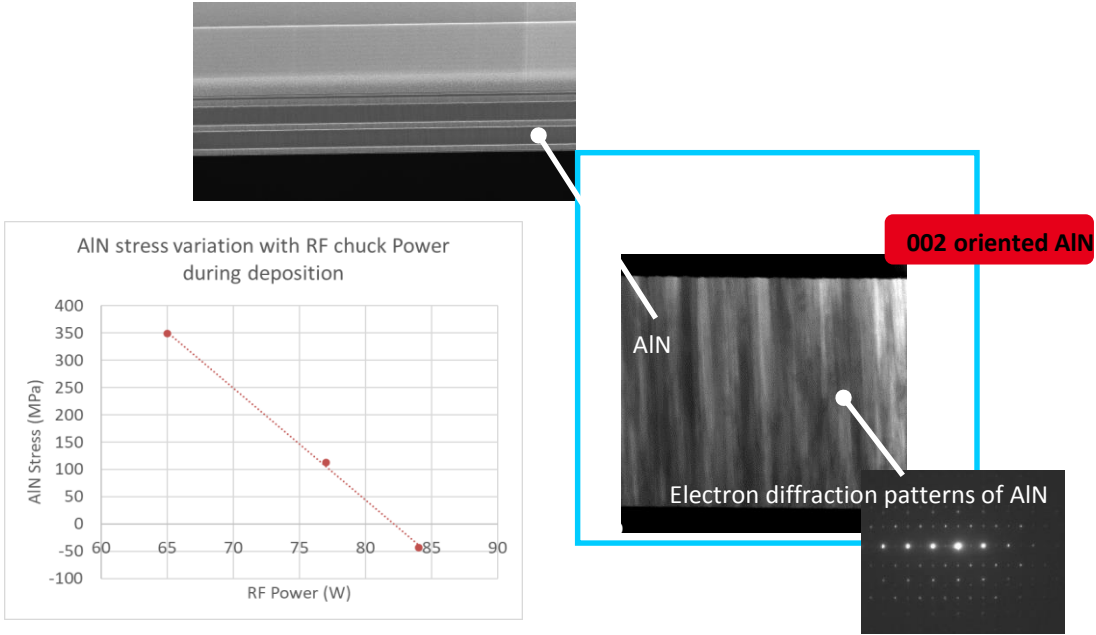 002 oriented AlN
AlN stress variation with RF chuck Power
during deposition
400
350
300
250
200
150
100
50
0
-50
-100
60
65
70
75
80
85
90
AlN Stress (MPa)
RF Power (W)
AlN
Electron diffraction patterns of AlN